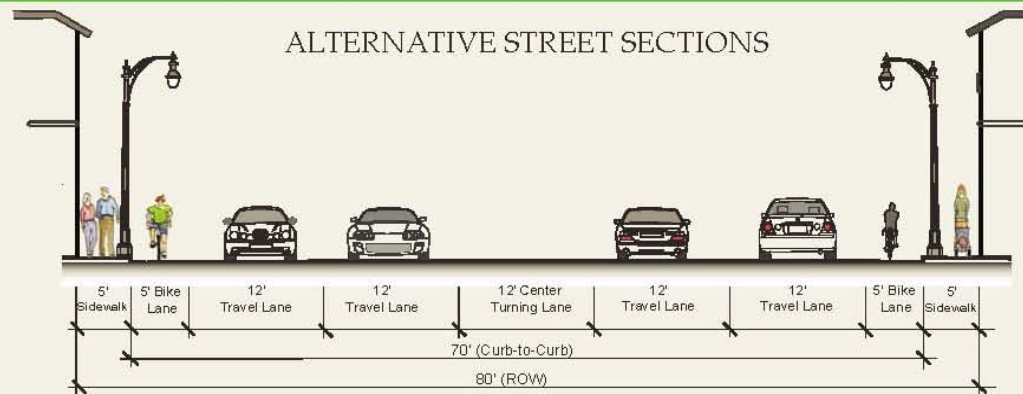 ALTERNATIVE STREET SECTIONS
5'
Sidewalk
5' Bike
Lane
12'
Travel Lane
12'
Travel Lane
12' Center
Turning Lane
12'
Travel Lane
12'
Travel Lane
5' Bike
Lane
5'
Sidewalk
70' (Curb-to-Curb)
80' (ROW)